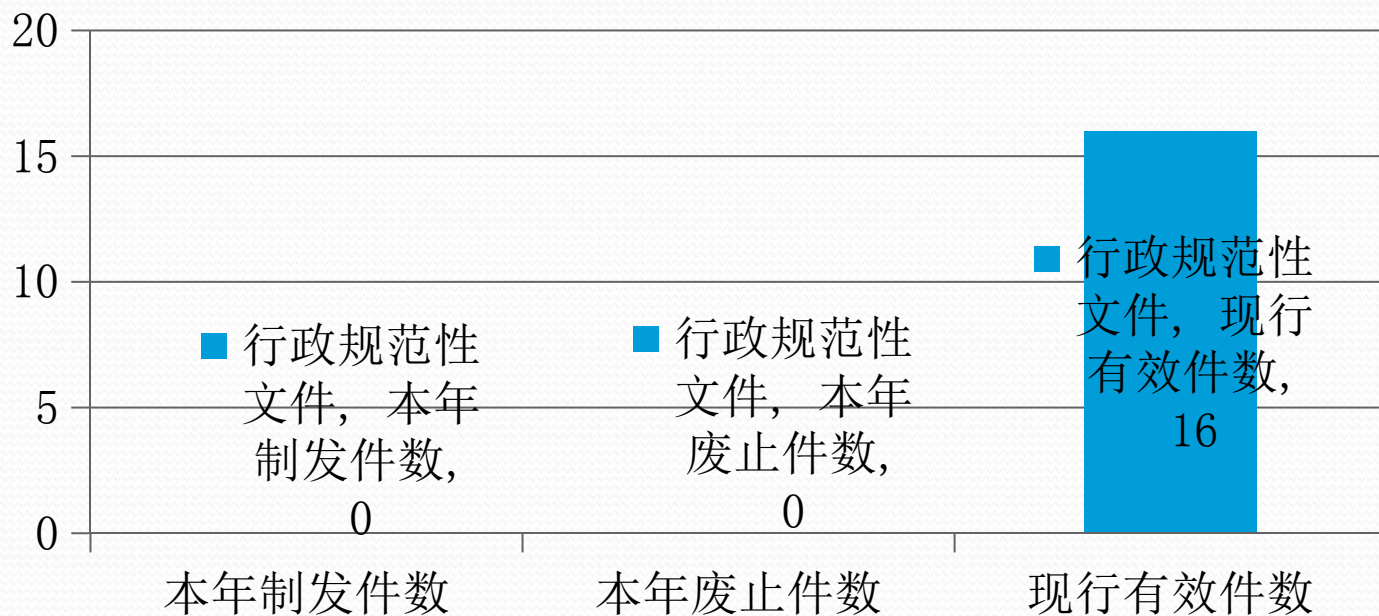 20
15
10
5
0
行政规范性
文件, 本年
制发件数,
0
行政规范性
文件, 本年
废止件数,
0
行政规范性
文件, 现行
有效件数,
16
本年制发件数
本年废止件数
现行有效件数